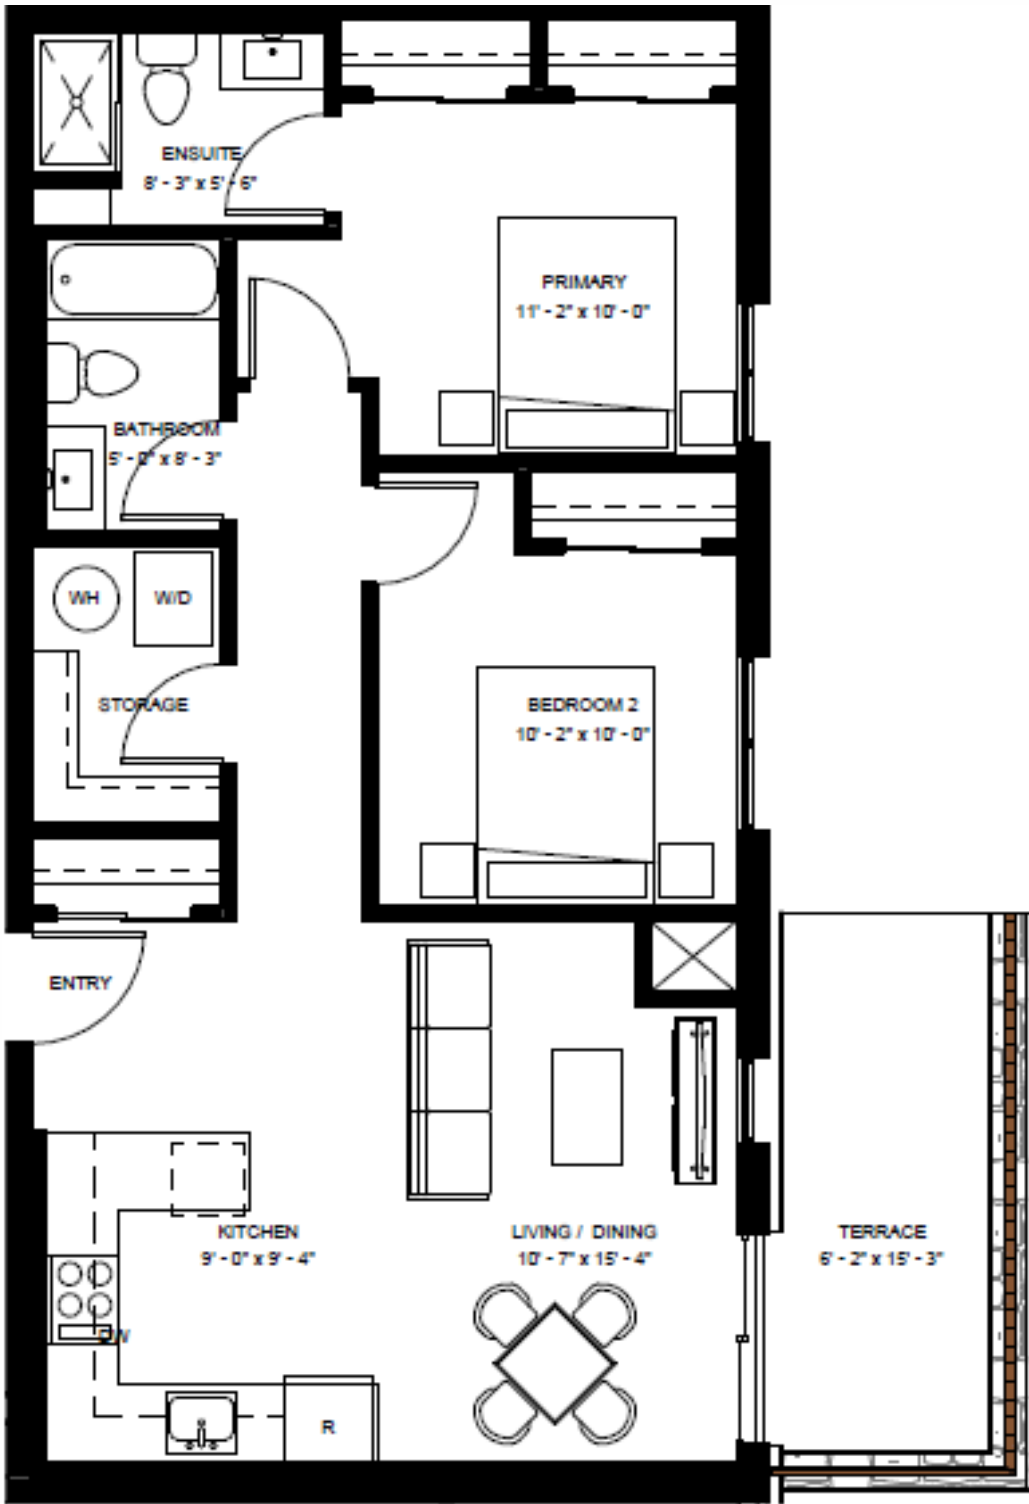 ENSUITE
8' - 3" x 5' - 6"
PRIMARY
11' - 2" x 10' - 0"
BATHROOM
5' - 0" x 8' - 3"
WH
W/D
STORAGE
BEDROOM 2
10' - 2" x 10' - 0"
ENTRY
KITCHEN
9' - 0" x 9' - 4"
LIVING / DINING
10' - 7" x 15' - 4"
TERRACE
6' - 2" x 15' - 3"
DW
R